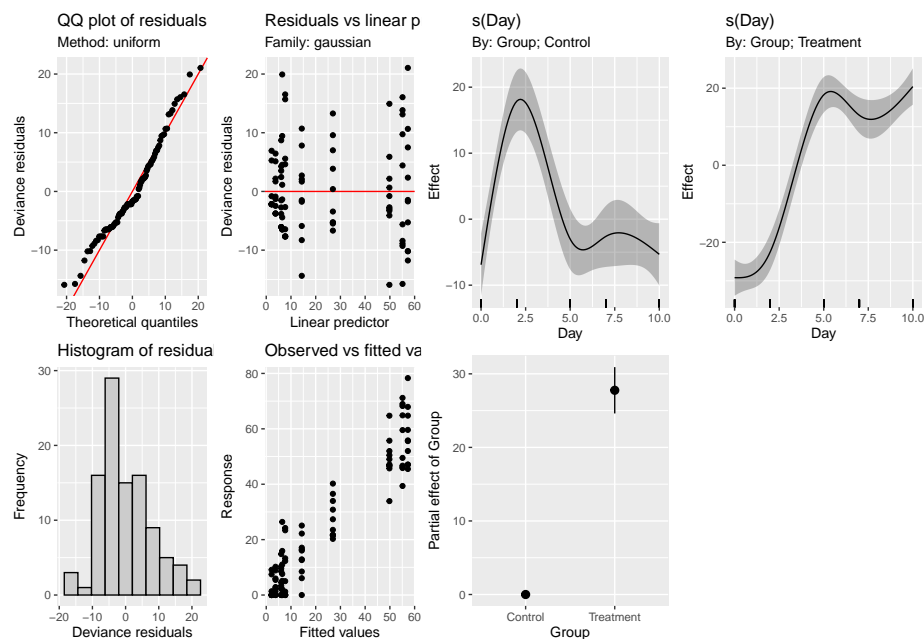 QQ plot of residuals
Method: uniform
20
10
0
−10
Deviance residuals
−20 −10 0 10 20
Theoretical quantiles
Residuals vs linear p
Family: gaussian
20
10
0
−10
Deviance residuals
0 10 20 30 40 50 60
Linear predictor
s(Day)
By: Group; Control
20
10
0
−10
Effect
0.0 2.5 5.0 7.5 10.0
Day
s(Day)
By: Group; Treatment
20
0
−20
Effect
0.0 2.5 5.0 7.5 10.0
Day
Histogram of residual
30
20
10
0
Frequency
−20 −10 0 10 20
Deviance residuals
Observed vs fitted va
80
60
40
20
0
Response
0 10 20 30 40 50 60
Fitted values
30
20
10
0
Partial effect of Group
Control Treatment
Group